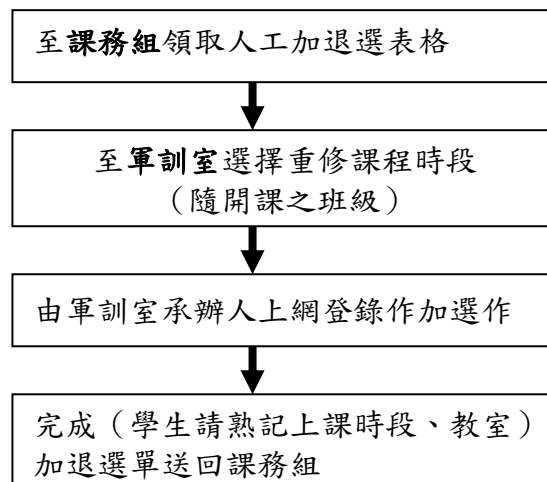 至課務組領取人工加退選表格
至軍訓室選擇重修課程時段
（隨開課之班級）
由軍訓室承辦人上網登錄作加選作
完成（學生請熟記上課時段、教室）
加退選單送回課務組